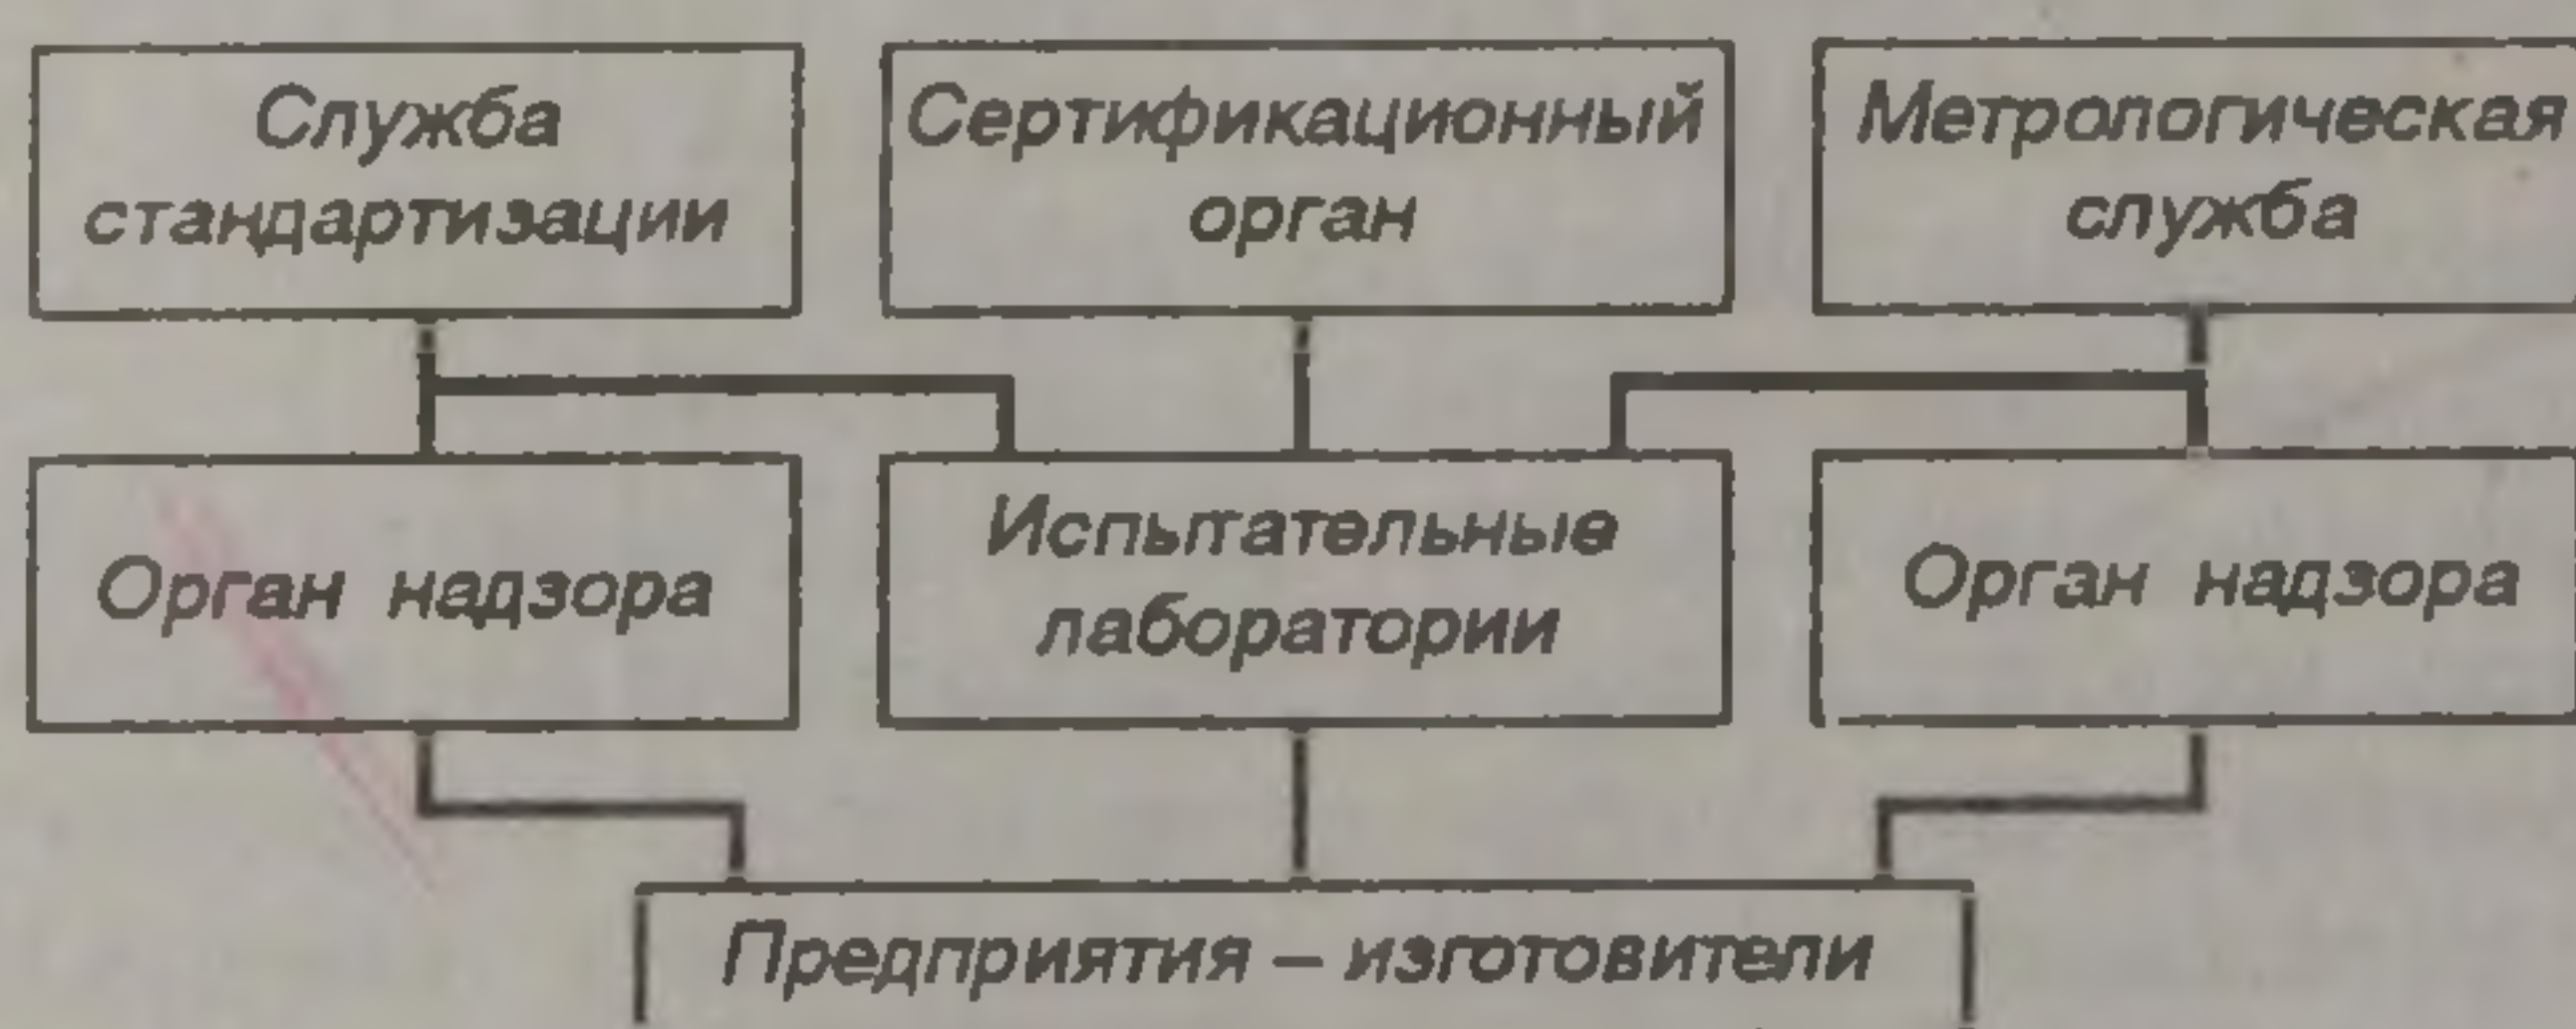 Служба
стандартизации
Сертификационный
орган
Метрологическая
служба
Орган надзора
Испытательные
лаборатории
Орган надзора
Предприятия – изготовители